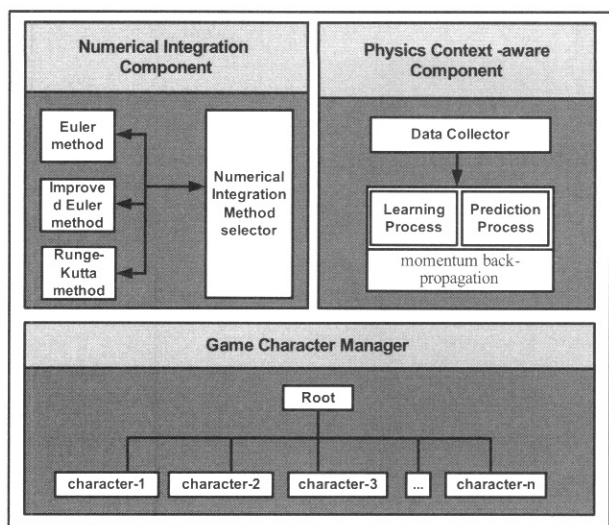 Numerical Integration
Component
Euler
method
Improve
d Euler
method
Runge-
Kutta
method
Numerical
Integration
Method
selector
Physics Context -aware
Component
Data Collector
Learning
Process
Prediction
Process
momentum back-
propagation
Game Character Manager
Root
character-1
character-2
character-3
...
character-n